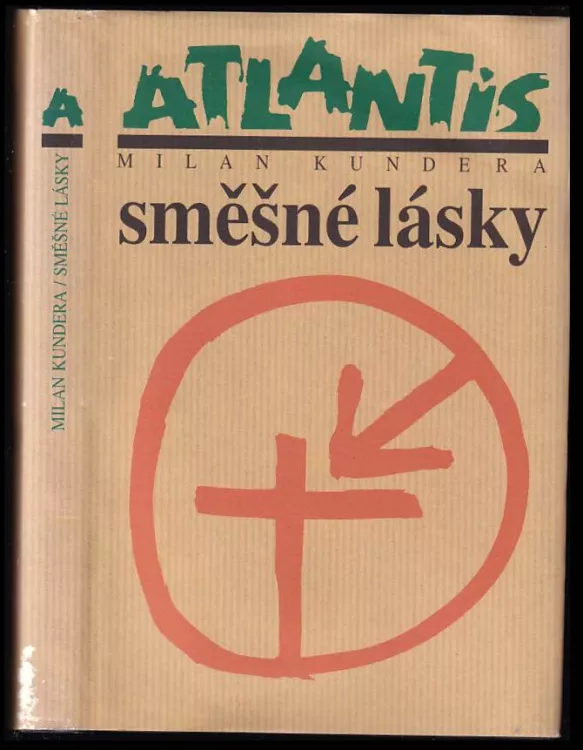 A
MILAN KUNDERA / SMĚŠNÉ LÁSKY
ATLANTiS
MILAN KUNDERA
směšné lásky